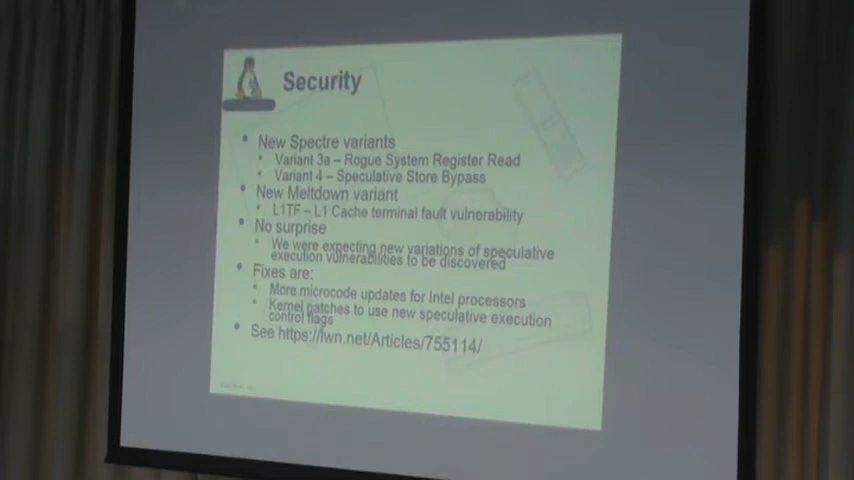 Security
New Spectre variants
Variant 3a – Rogue System Register Read
Variant 4 – Speculative Store Bypass
New Meltdown variant
L1TF – L1 Cache terminal fault vulnerability
No surprise
We were expecting new variations of speculative
execution vulnerabilities to be discovered
Fixes are:
More microcode updates for Intel processors
Kernel patches to use new speculative execution
control flags
See https://lwn.net/Articles/755114/